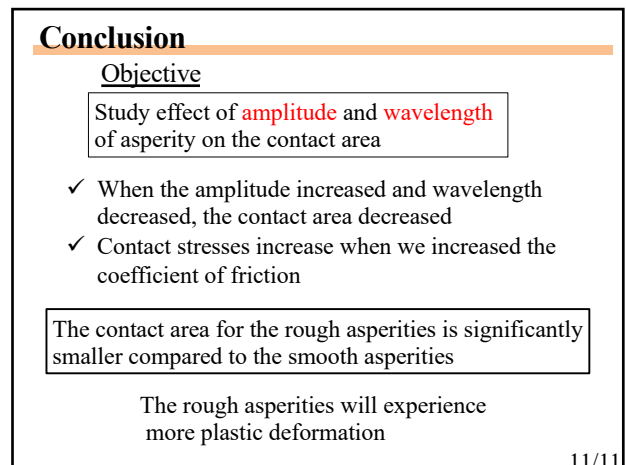 Conclusion
Objective
Study effect of amplitude and wavelength
of asperity on the contact area
✓ When the amplitude increased and wavelength
decreased, the contact area decreased
✓ Contact stresses increase when we increased the
coefficient of friction
The contact area for the rough asperities is significantly
smaller compared to the smooth asperities
The rough asperities will experience
more plastic deformation
11/11